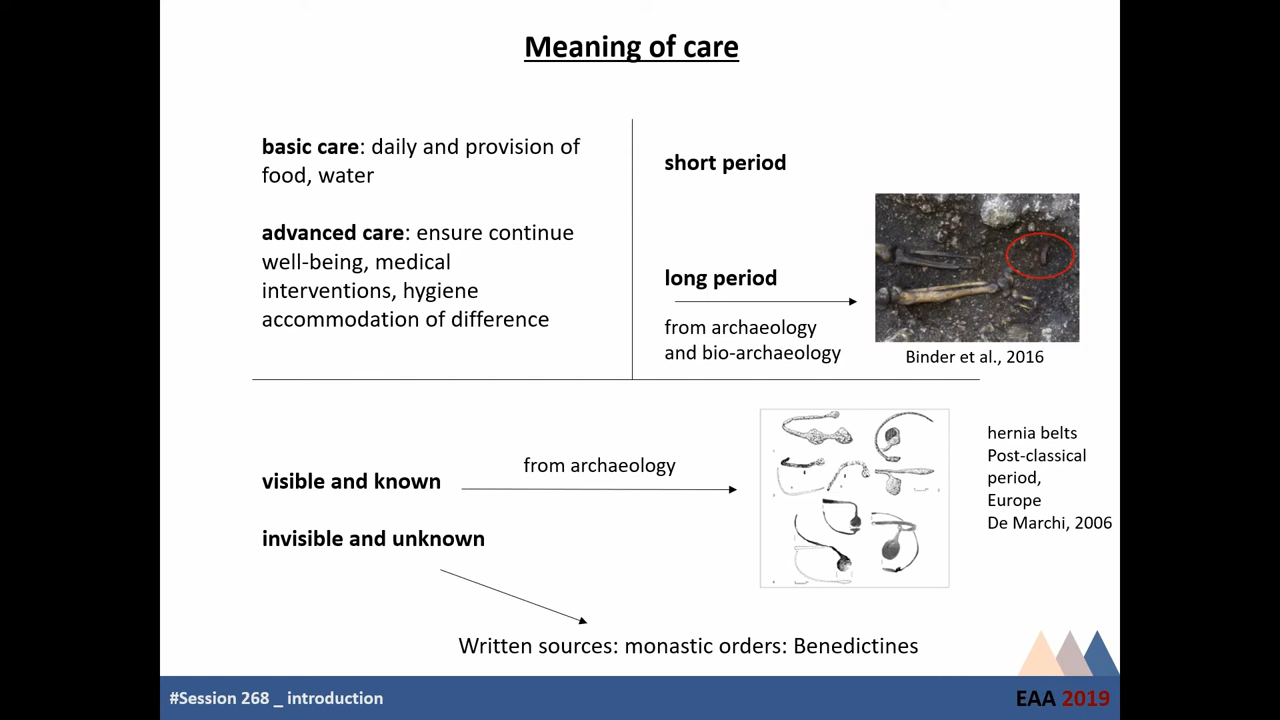 Meaning of care
basic care: daily and provision of
food, water
advanced care: ensure continue
well-being, medical
interventions, hygiene
accommodation of difference
short period
long period
from archaeology
and bio-archaeology
Binder et al., 2016
visible and known
from archaeology
invisible and unknown
hernia belts
Post-classical
period,
Europe
De Marchi, 2006
Written sources: monastic orders: Benedictines
#Session 268 _ introduction
EAA 2019